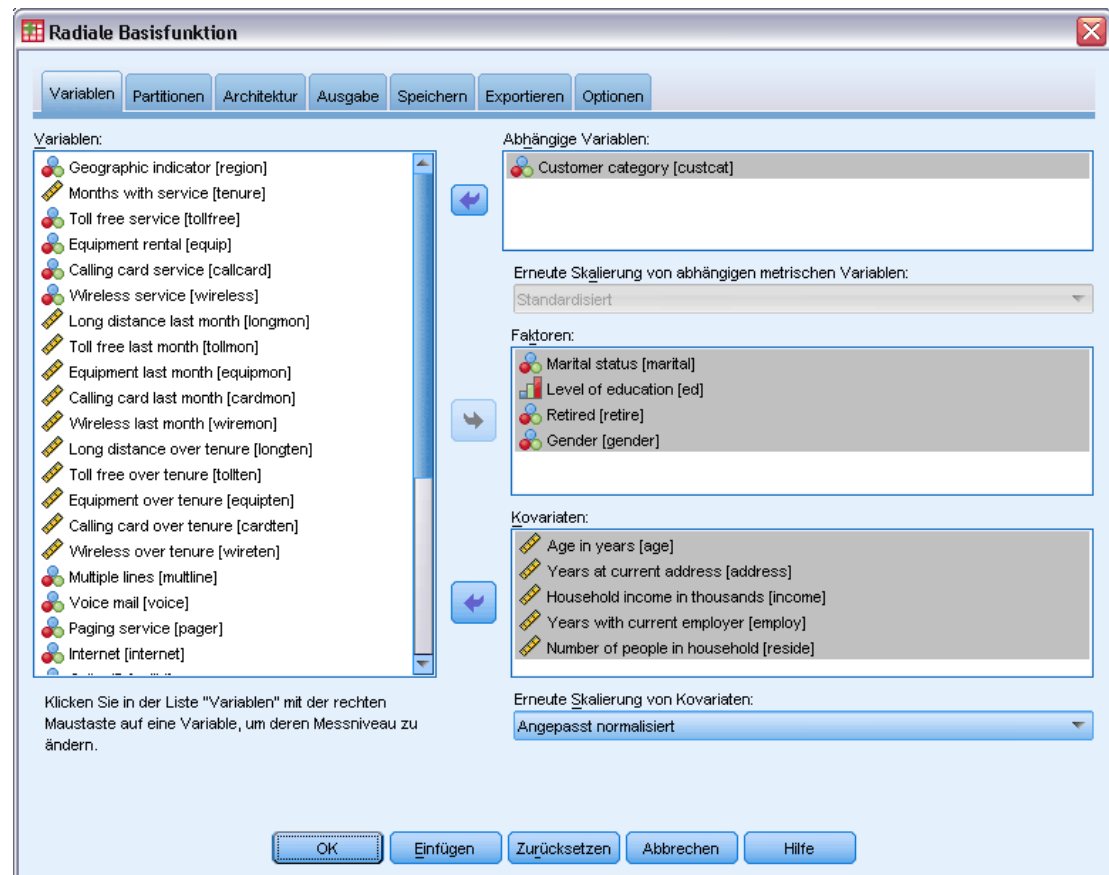 Radiale Basisfunktion
Variablen Partitionen Architektur Ausgabe Speichern Exportieren Optionen
Variablen:
Geographic indicator [region]
Months with service [tenure]
Toll free service [tollfree]
Equipment rental [equip]
Calling card service [callcard]
Wireless service [wireless]
Long distance last month [longmon]
Toll free last month [tollmon]
Equipment last month [equipmon]
Calling card last month [cardmon]
Wireless last month [wiremon]
Long distance over tenure [longten]
Toll free over tenure [tollten]
Equipment over tenure [equipten]
Calling card over tenure [cardten]
Wireless over tenure [wireten]
Multiple lines [multline]
Voice mail [voice]
Paging service [pager]
Internet [internet]
Klicken Sie in der Liste "Variablen" mit der rechten
Maustaste auf eine Variable, um deren Messniveau zu
ändern.
Abhängige Variablen:
Customer category [custcat]
Erneute Skalierung von abhängigen metrischen Variablen:
Standardisiert
Faktoren:
Marital status [marital]
Level of education [ed]
Retired [retire]
Gender [gender]
Kovariaten:
Age in years [age]
Years at current address [address]
Household income in thousands [income]
Years with current employer [employ]
Number of people in household [reside]
Erneute Skalierung von Kovariaten:
Angepasst normalisiert
OK Einfügen Zurücksetzen Abbrechen Hilfe